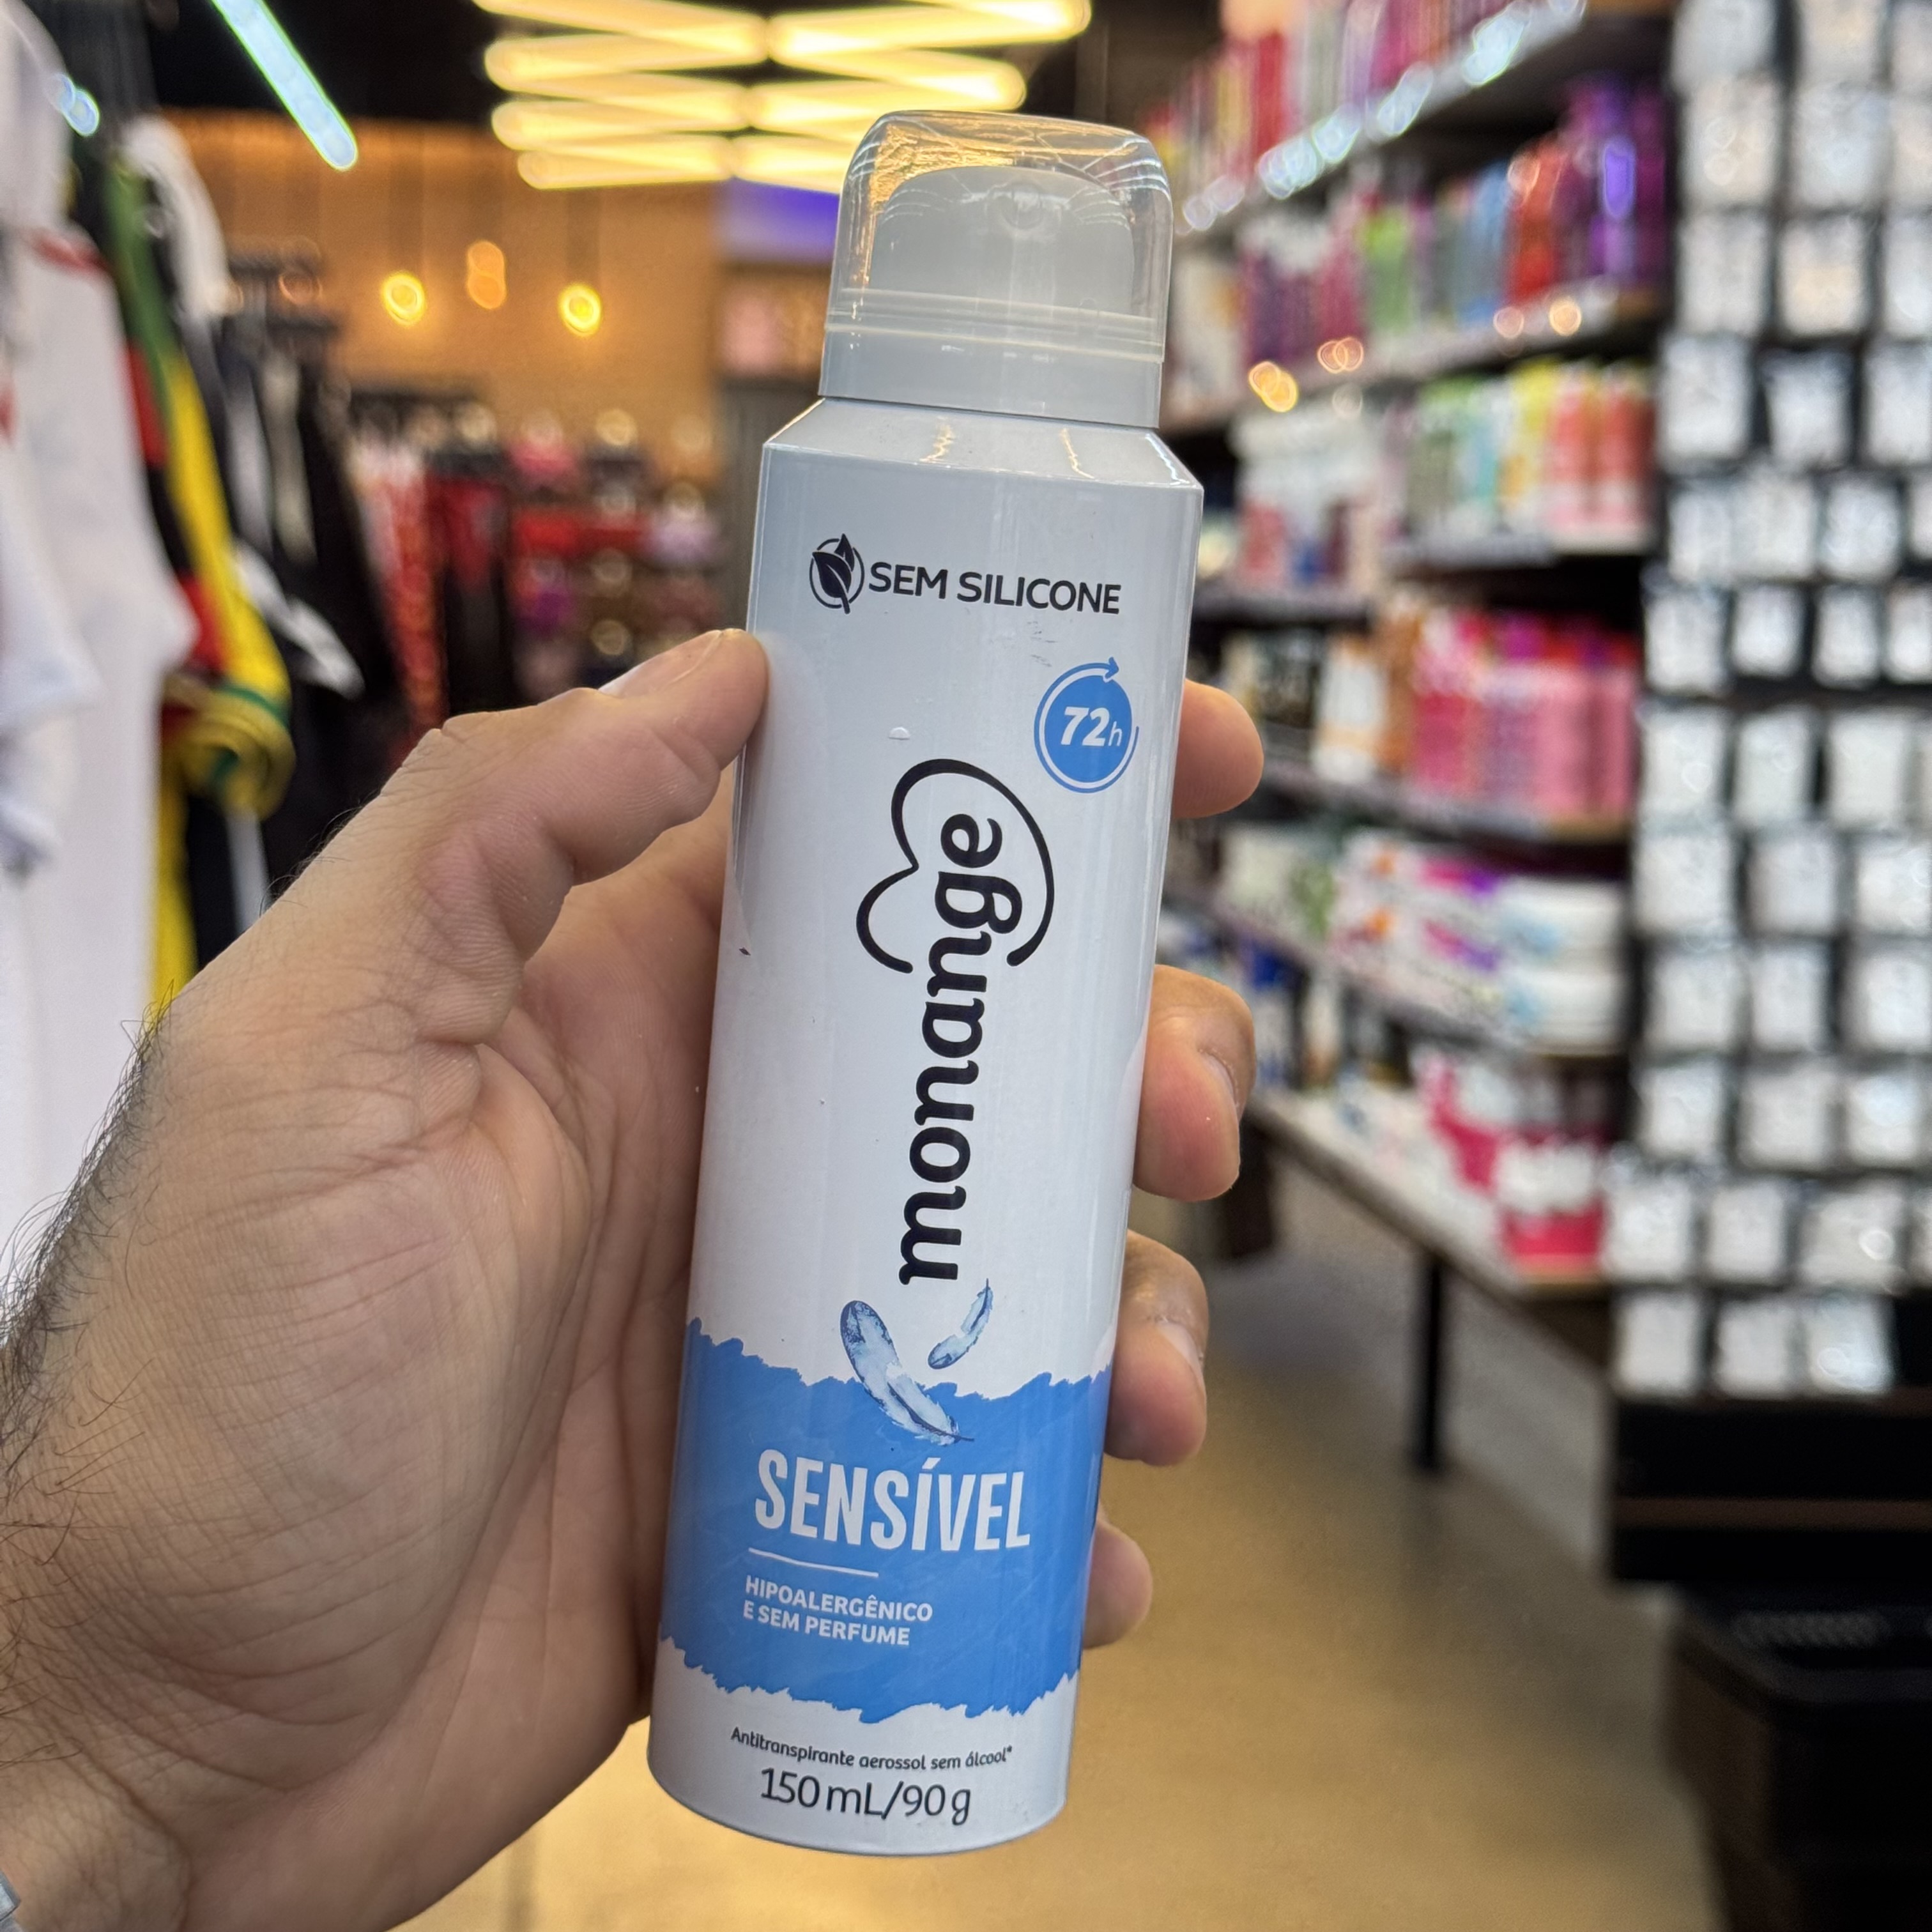 SEM SILICONE
72h
monange
SENSÍVEL
HIPOALERGÊNICO
E SEM PERFUME
Antitranspirante aerossol sem álcool*
150 mL/90 g